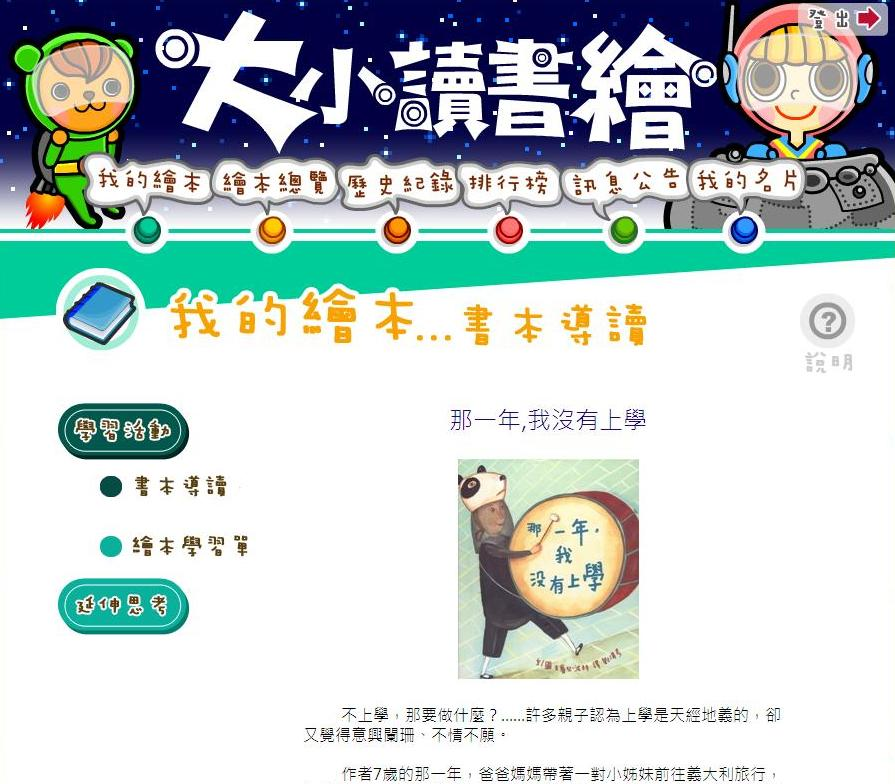 登出
大小讀書繪
我的繪本 繪本總覽 歷史紀錄 排行榜 訊息公告 我的名片
我的繪本...書本導讀
說明
學習活動
書本導讀
繪本學習單
延伸思考
那一年,我沒有上學
那一年，
我
沒有上學
不上學，那要做什麼？......許多親子認為上學是天經地義的，卻
又覺得意興闌珊、不情不願。
作者7歲的那一年，爸爸媽媽帶著一對小姊妹前往義大利旅行，